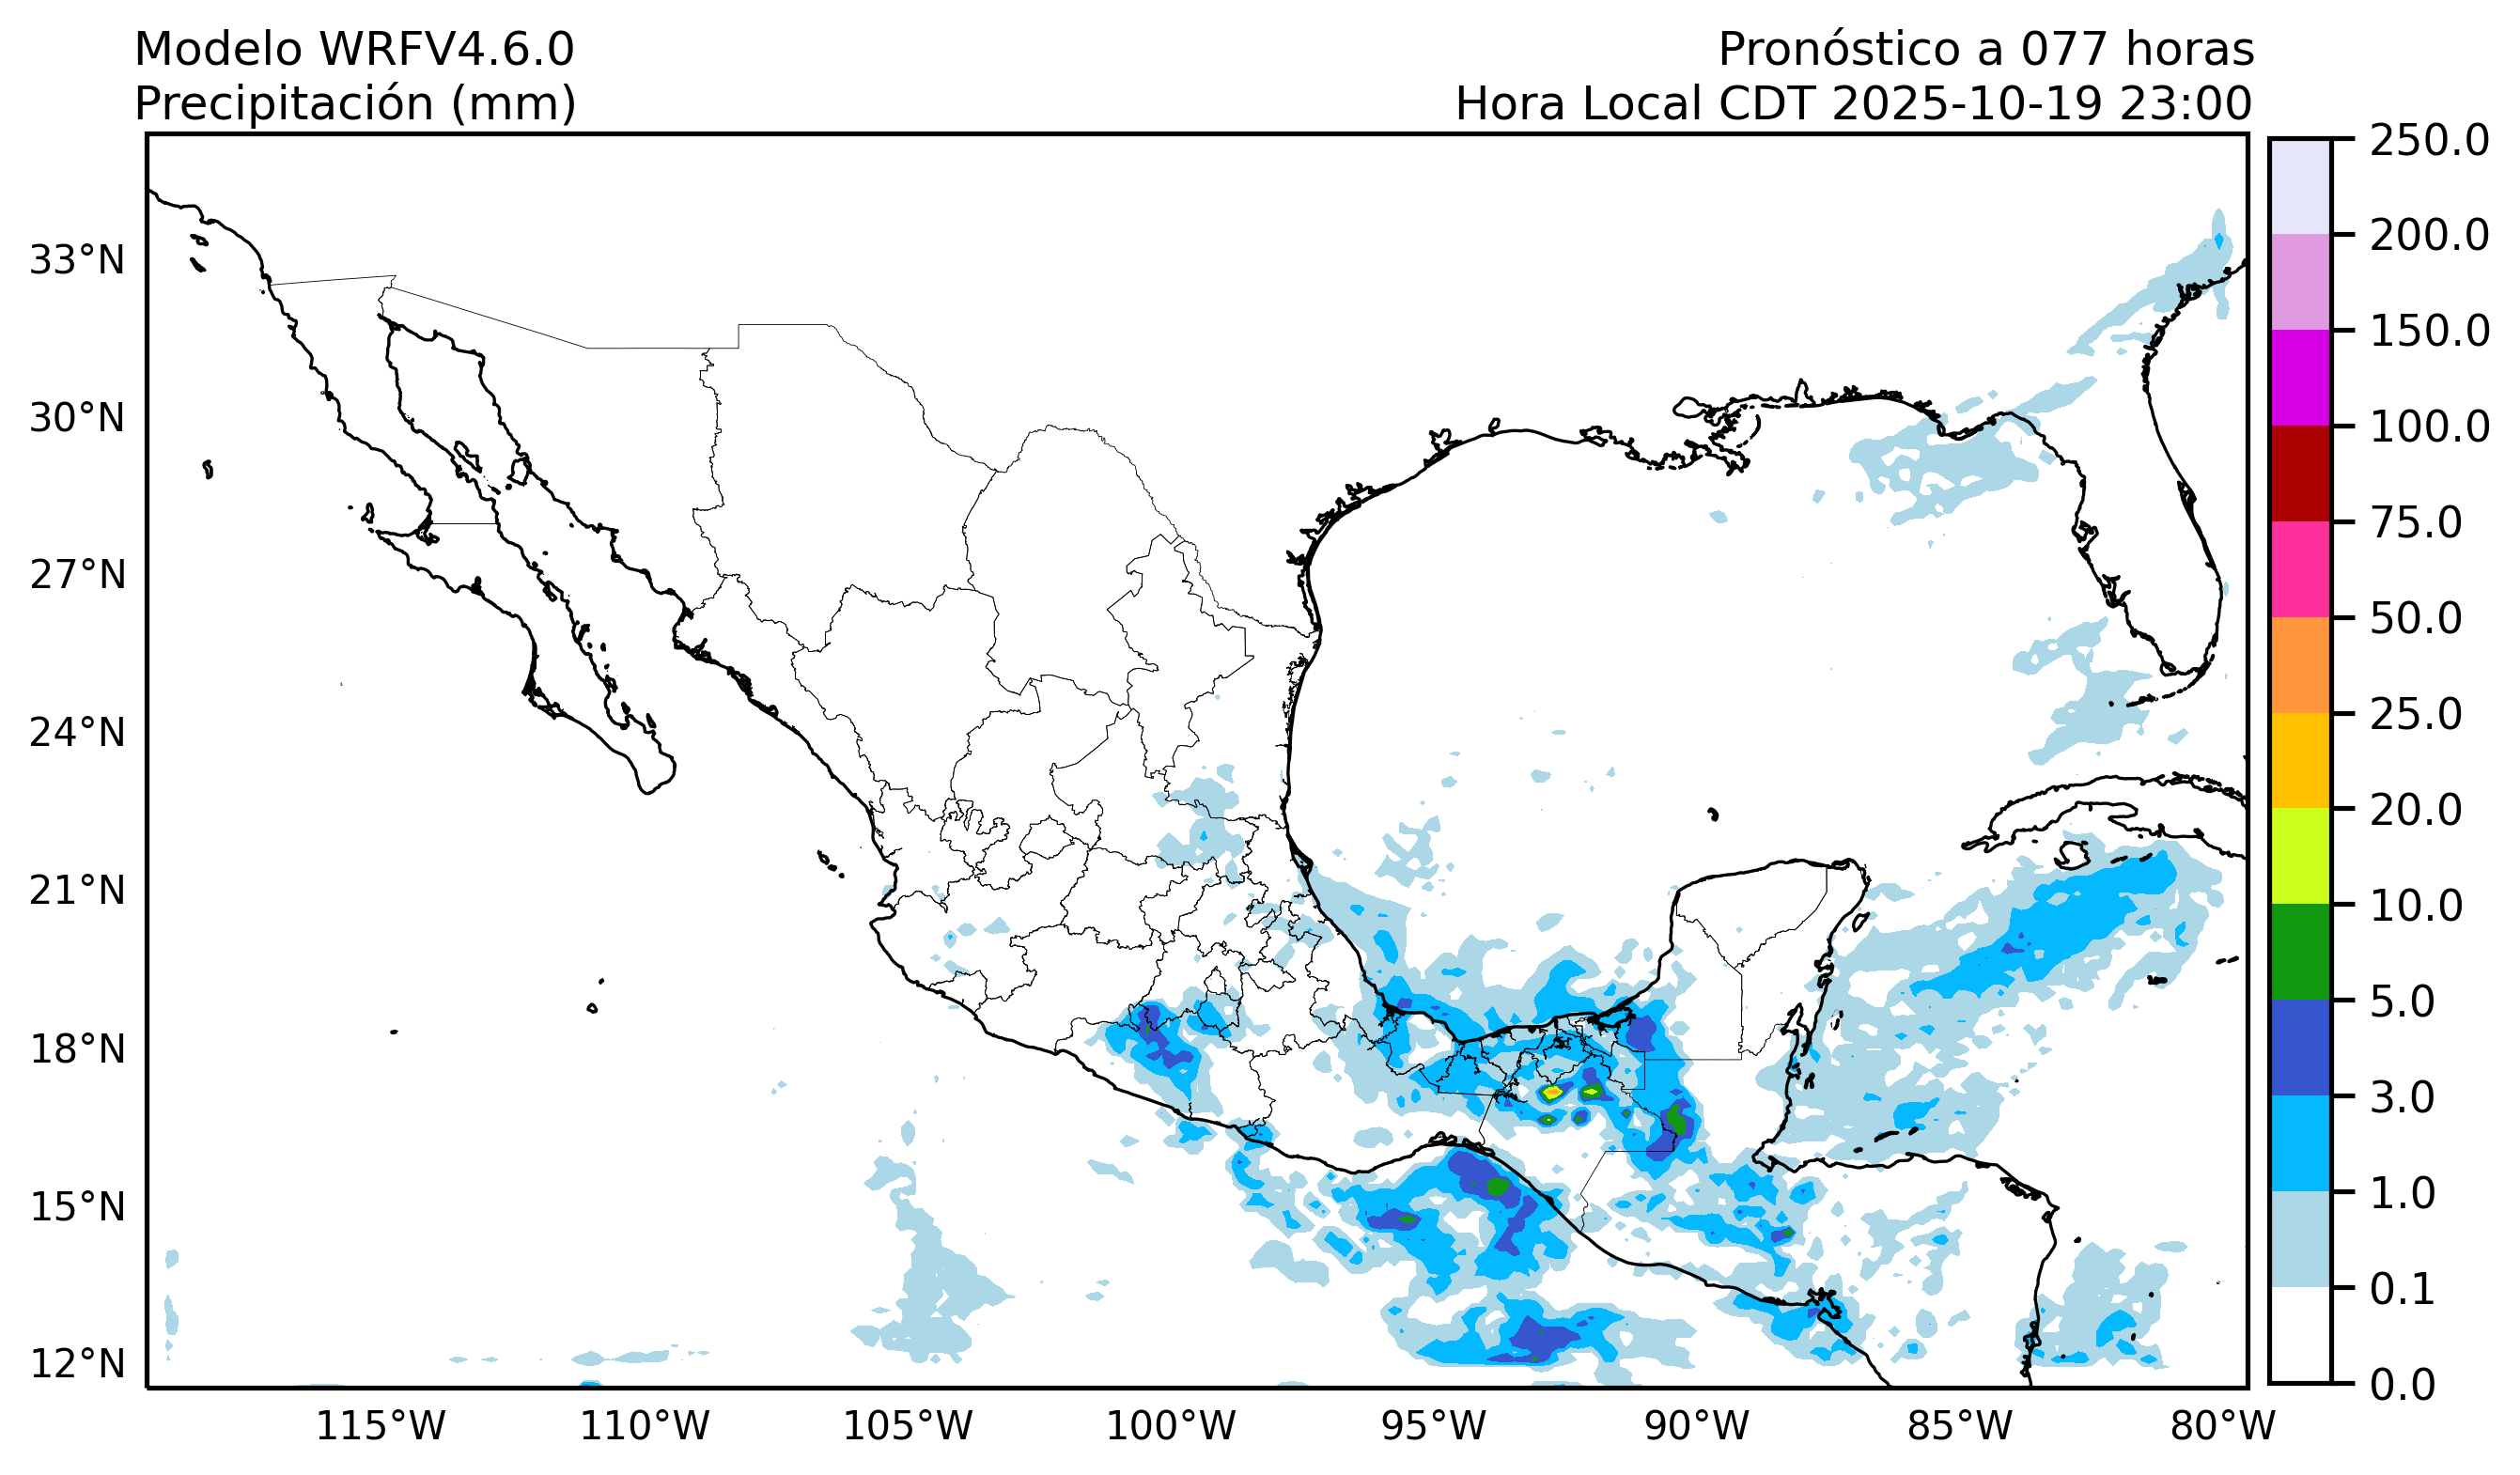 Modelo WRFV4.6.0
Precipitación (mm)
Pronóstico a 077 horas
Hora Local CDT 2025-10-19 23:00
33°N
30°N
27°N
24°N
21°N
18°N
15°N
12°N
115°W
110°W
105°W
100°W
95°W
90°W
85°W
80°W
250.0
200.0
150.0
100.0
75.0
50.0
25.0
20.0
10.0
5.0
3.0
1.0
0.1
0.0